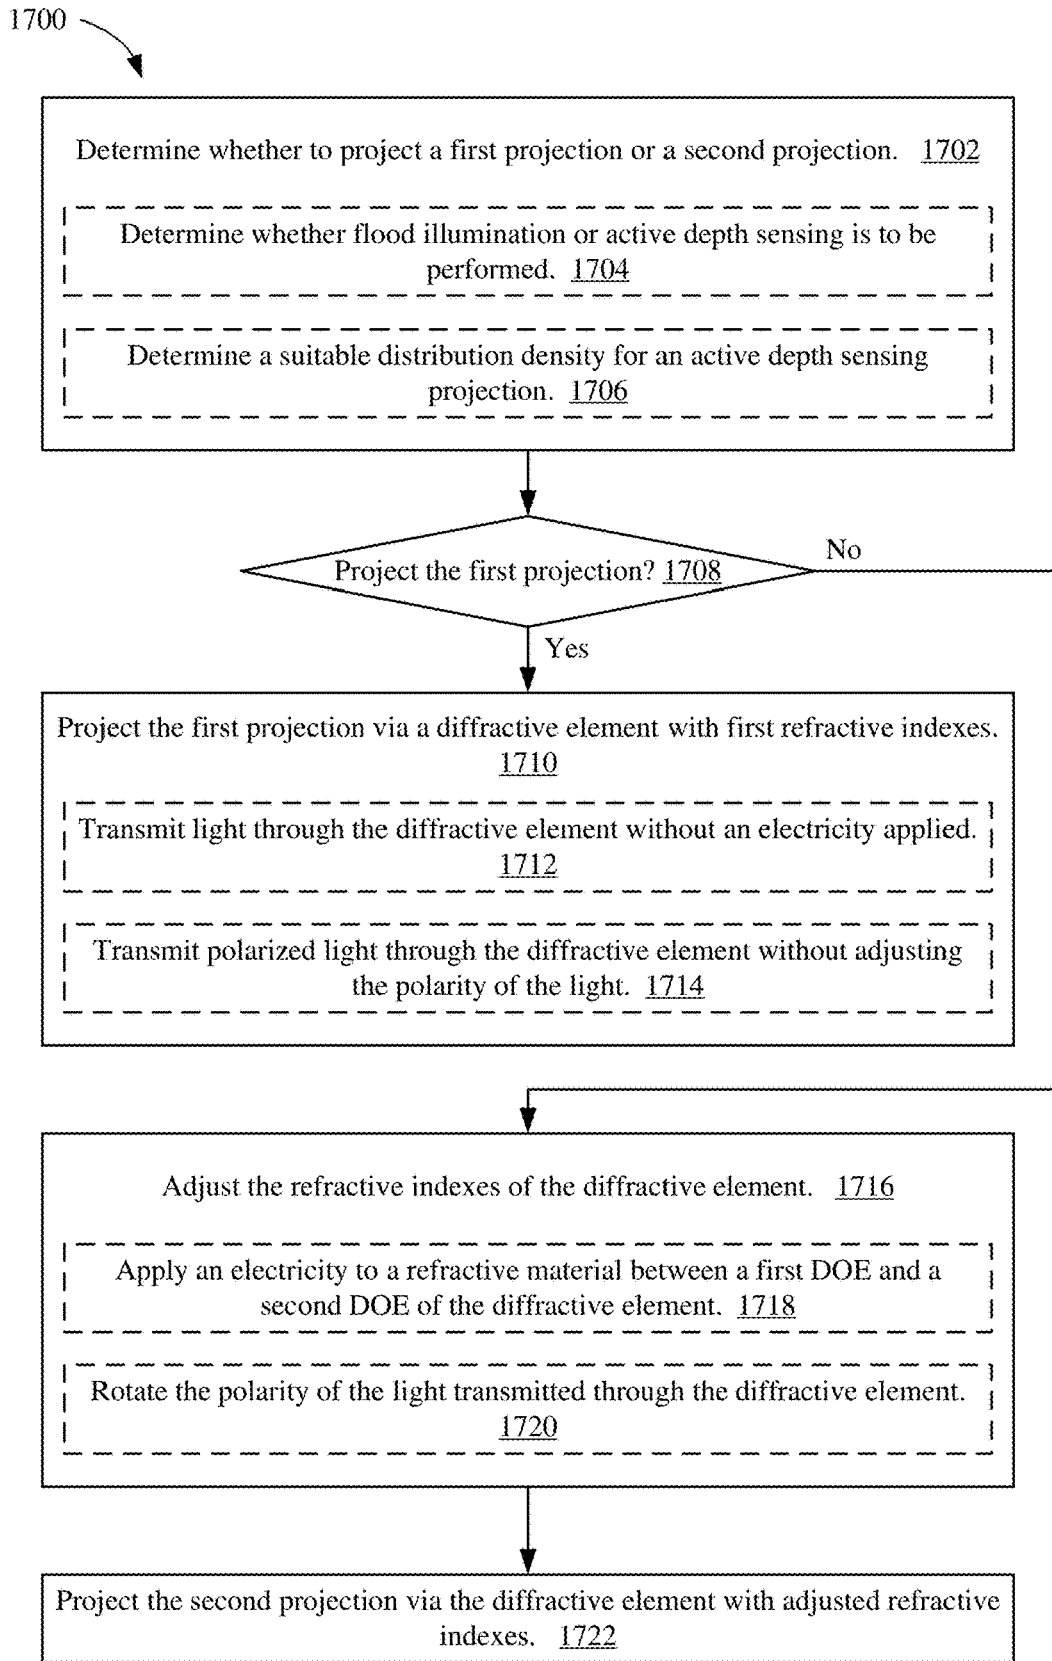 1700
Determine whether to project a first projection or a second projection. 1702
Determine whether flood illumination or active depth sensing is to be
performed. 1704
Determine a suitable distribution density for an active depth sensing
projection. 1706
Project the first projection? 1708
No
Yes
Project the first projection via a diffractive element with first refractive indexes.
1710
Transmit light through the diffractive element without an electricity applied.
1712
Transmit polarized light through the diffractive element without adjusting
the polarity of the light. 1714
Adjust the refractive indexes of the diffractive element. 1716
Apply an electricity to a refractive material between a first DOE and a
second DOE of the diffractive element. 1718
Rotate the polarity of the light transmitted through the diffractive element.
1720
Project the second projection via the diffractive element with adjusted refractive
indexes. 1722